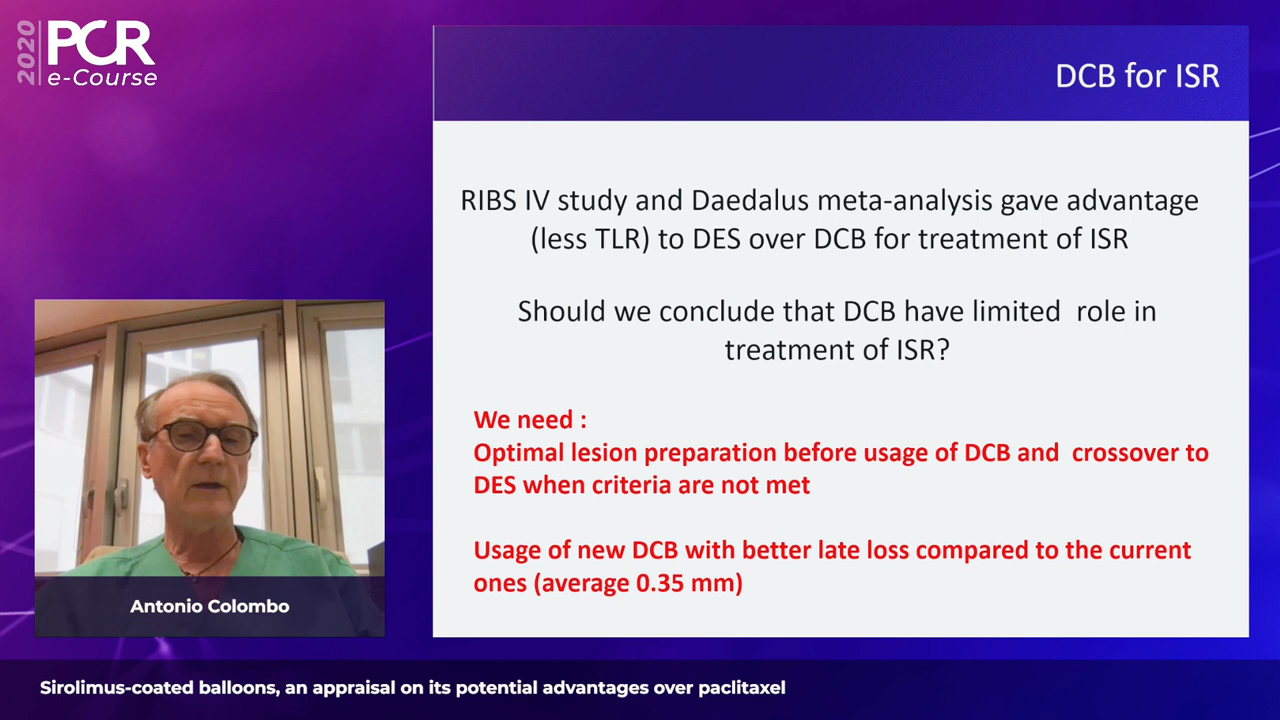 2020
PCR
e-Course
DCB for ISR
RIBS IV study and Daedalus meta-analysis gave advantage
(less TLR) to DES over DCB for treatment of ISR
Should we conclude that DCB have limited role in
treatment of ISR?
We need :
Optimal lesion preparation before usage of DCB and crossover to
DES when criteria are not met
Usage of new DCB with better late loss compared to the current
ones (average 0.35 mm)
Antonio Colombo
Sirolimus-coated balloons, an appraisal on its potential advantages over paclitaxel